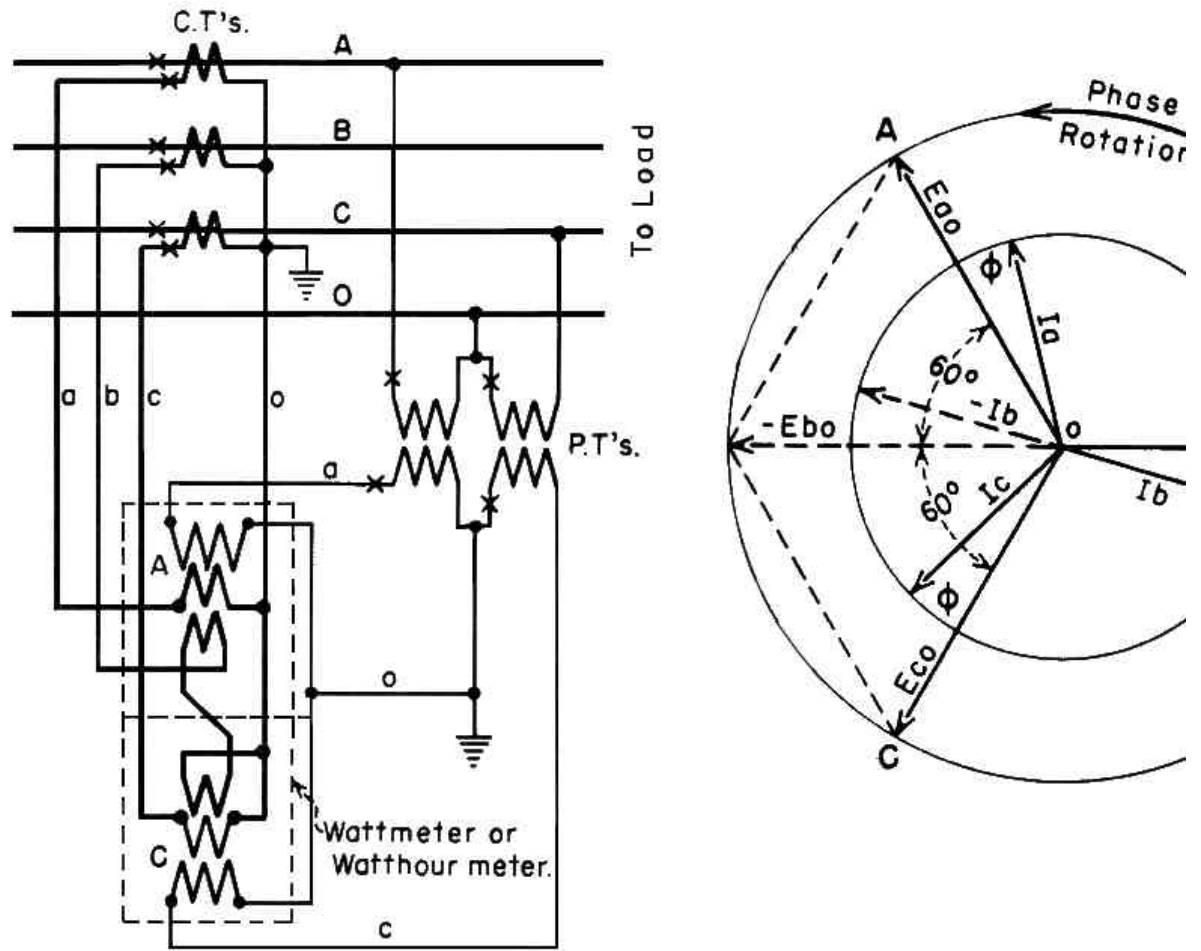 C.T's.
A
B
C
O
To Load
a
b
c
o
P.T's.
a
A
o
C
Wattmeter or
Watthour meter.
c
Phase
Rotation
A
Eao
Φ
Ia
60°
-Ib
-Ebo
o
Ib
60°
Ic
Φ
Eco
C